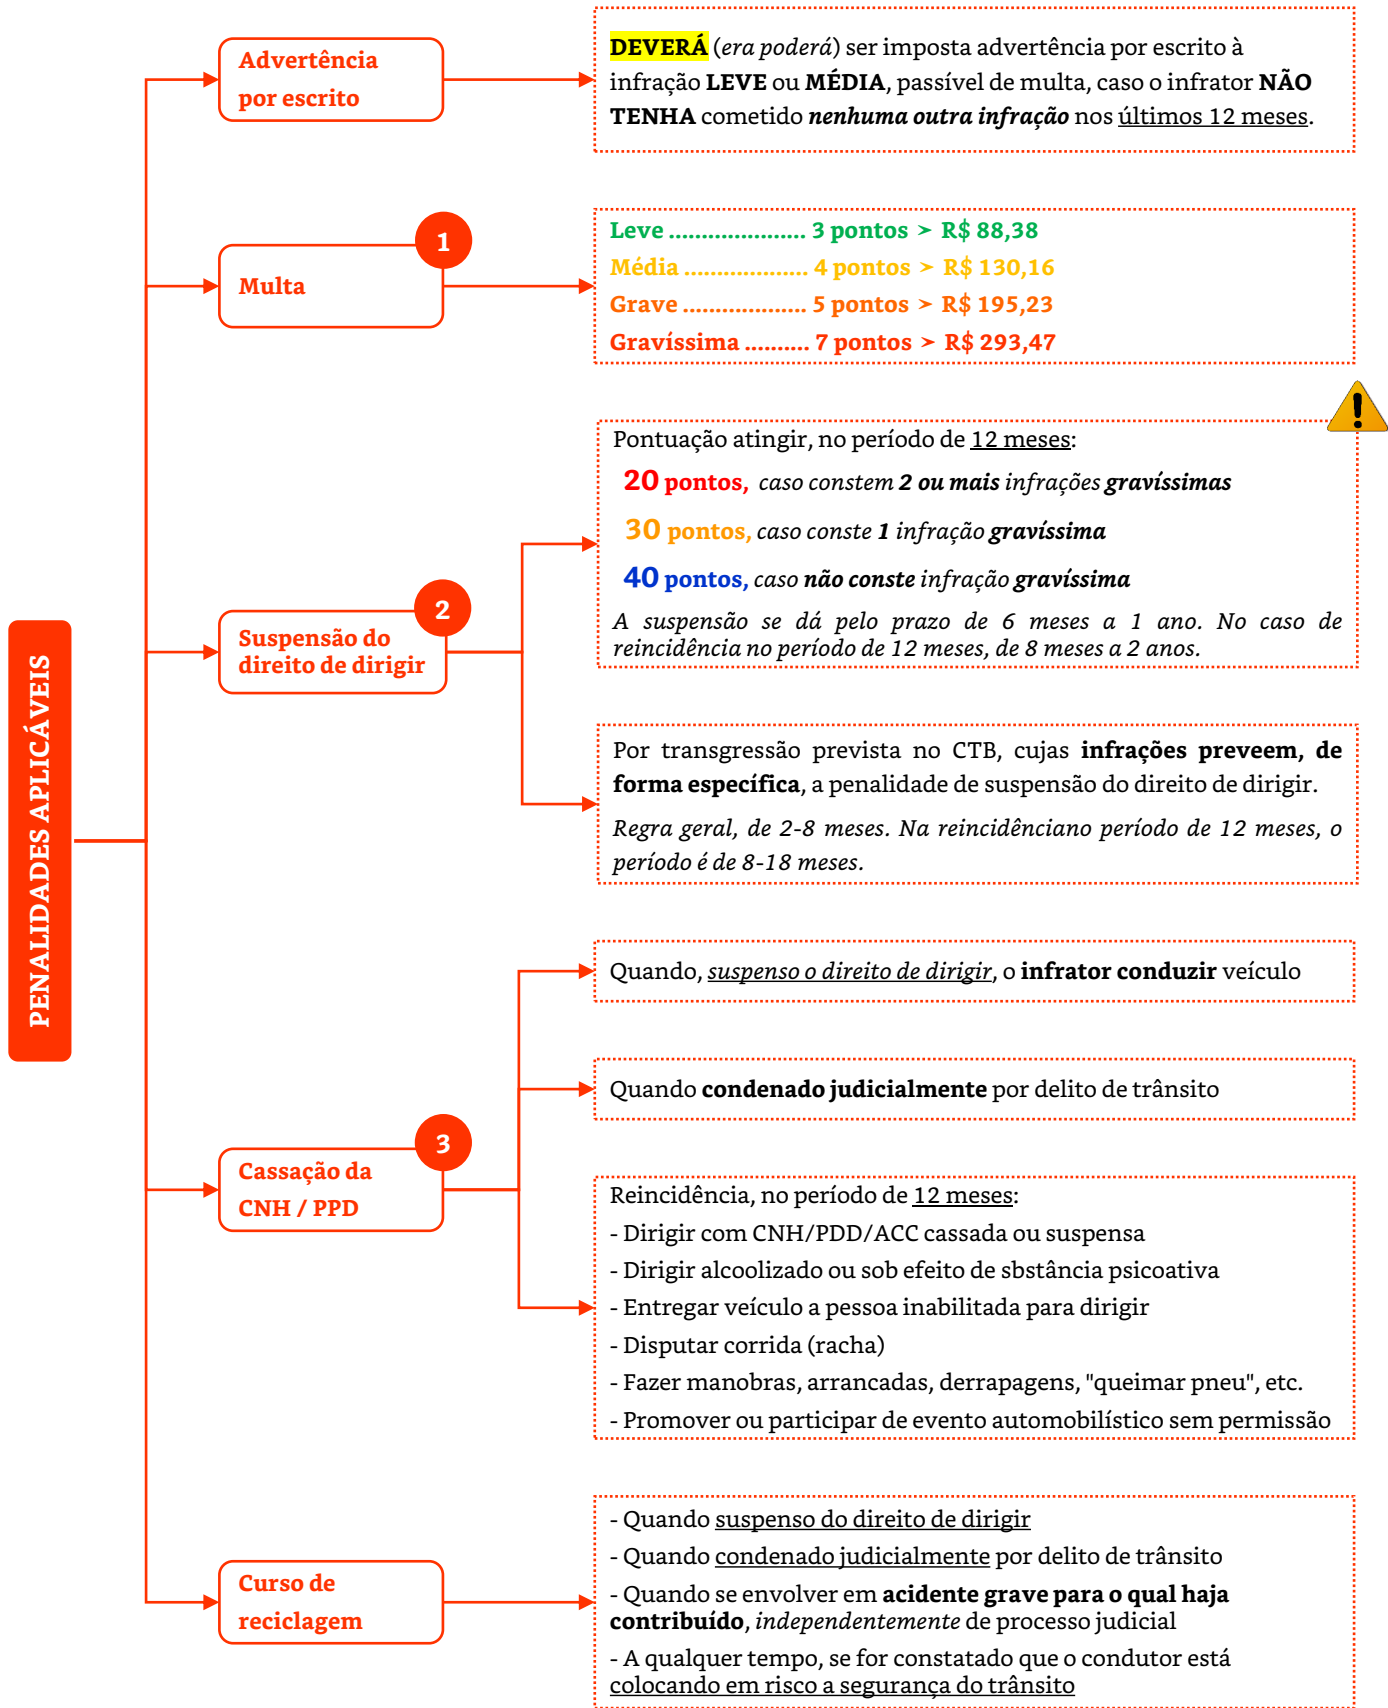 PENALIDADES APLICÁVEIS
Advertência
por escrito
DEVERÁ (era poderá) ser imposta advertência por escrito à
infração LEVE ou MÉDIA, passível de multa, caso o infrator NÃO
TENHA cometido nenhuma outra infração nos últimos 12 meses.
1
Multa
Leve ..................... 3 pontos ➤ R$ 88,38
Média ................... 4 pontos ➤ R$ 130,16
Grave ................... 5 pontos ➤ R$ 195,23
Gravíssima .......... 7 pontos ➤ R$ 293,47
2
Suspensão do
direito de dirigir
Pontuação atingir, no período de 12 meses:
20 pontos, caso constem 2 ou mais infrações gravíssimas
30 pontos, caso conste 1 infração gravíssima
40 pontos, caso não conste infração gravíssima
A suspensão se dá pelo prazo de 6 meses a 1 ano. No caso de
reincidência no período de 12 meses, de 8 meses a 2 anos.
Por transgressão prevista no CTB, cujas infrações preveem, de
forma específica, a penalidade de suspensão do direito de dirigir.
Regra geral, de 2-8 meses. Na reincidênciano período de 12 meses, o
período é de 8-18 meses.
3
Cassação da
CNH / PPD
Quando, suspenso o direito de dirigir, o infrator conduzir veículo
Quando condenado judicialmente por delito de trânsito
Reincidência, no período de 12 meses:
- Dirigir com CNH/PDD/ACC cassada ou suspensa
- Dirigir alcoolizado ou sob efeito de sbstância psicoativa
- Entregar veículo a pessoa inabilitada para dirigir
- Disputar corrida (racha)
- Fazer manobras, arrancadas, derrapagens, "queimar pneu", etc.
- Promover ou participar de evento automobilístico sem permissão
Curso de
reciclagem
- Quando suspenso do direito de dirigir
- Quando condenado judicialmente por delito de trânsito
- Quando se envolver em acidente grave para o qual haja
contribuído, independentemente de processo judicial
- A qualquer tempo, se for constatado que o condutor está
colocando em risco a segurança do trânsito